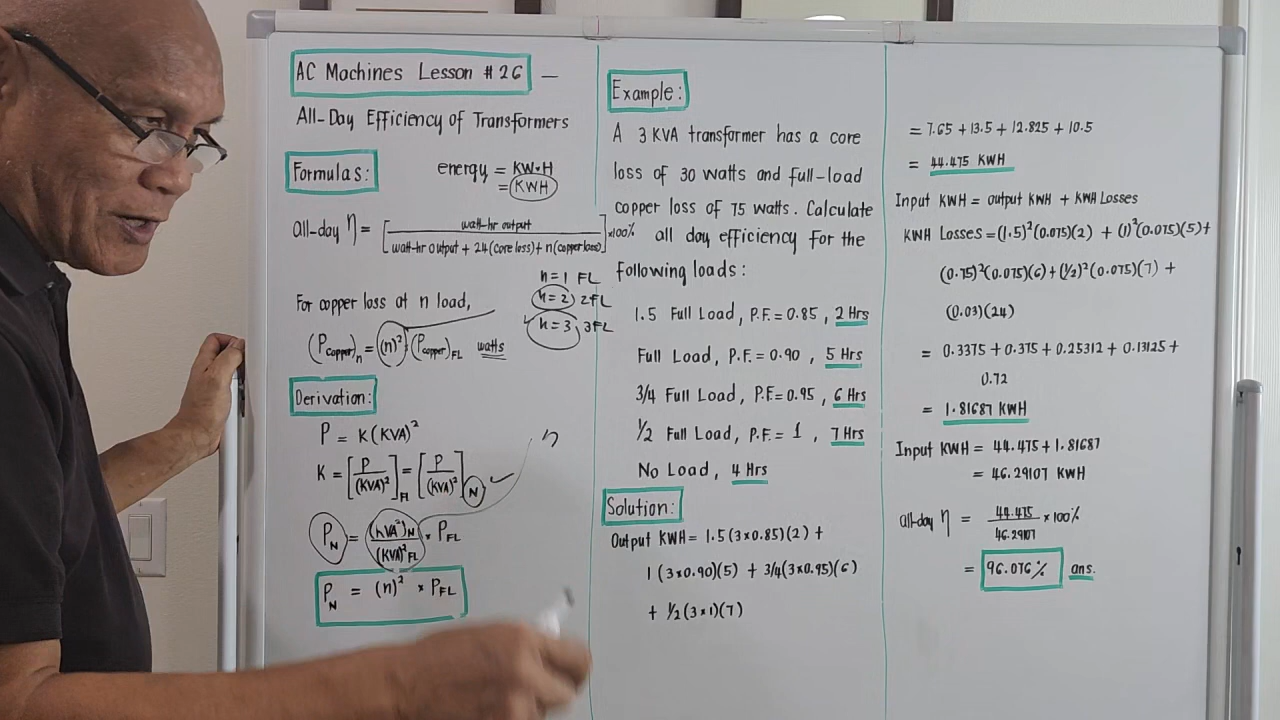 AC Machines Lesson #26 —
All-Day Efficiency of Transformers
Formulas:
energy = KW·H
= KWH
all-day η = [watt-hr output / watt-hr output + 24(core loss) + n(copper loss)] × 100%
n=1 FL
n=2, 2FL
n=3, 3FL
For copper loss at n load,
(Pcopper)n = (n)² · (Pcopper)FL watts
Derivation:
P = K(KVA)²
n
K = [P/(KVA)²]Fl = [P/(KVA)²]N ✓
PN = (KVA²)N/(KVA)²FL × PFL
PN = (n)² × PFL
Example:
A 3 KVA transformer has a core
loss of 30 watts and full-load
copper loss of 75 watts. Calculate
all day efficiency for the
following loads:
1.5 Full Load, P.F.= 0.85, 2 Hrs
Full Load, P.F.= 0.90, 5 Hrs
3/4 Full Load, P.F.= 0.95, 6 Hrs
1/2 Full Load, P.F.= 1, 7 Hrs
No Load, 4 Hrs
Solution:
Output KWH = 1.5(3×0.85)(2) +
1(3×0.90)(5) + 3/4(3×0.95)(6)
+ 1/2(3×1)(7)
= 7.65 + 13.5 + 12.825 + 10.5
= 44.475 KWH
Input KWH = output KWH + KWH Losses
KWH Losses = (1.5)²(0.075)(2) + (1)²(0.075)(5) +
(0.75)²(0.075)(6) + (1/2)²(0.075)(7) +
(0.03)(24)
= 0.3375 + 0.375 + 0.25312 + 0.13125 +
0.72
= 1.81687 KWH
Input KWH = 44.475 + 1.81687
= 46.29107 KWH
all-day η = 44.475/46.29107 × 100%
= 96.076% ans.